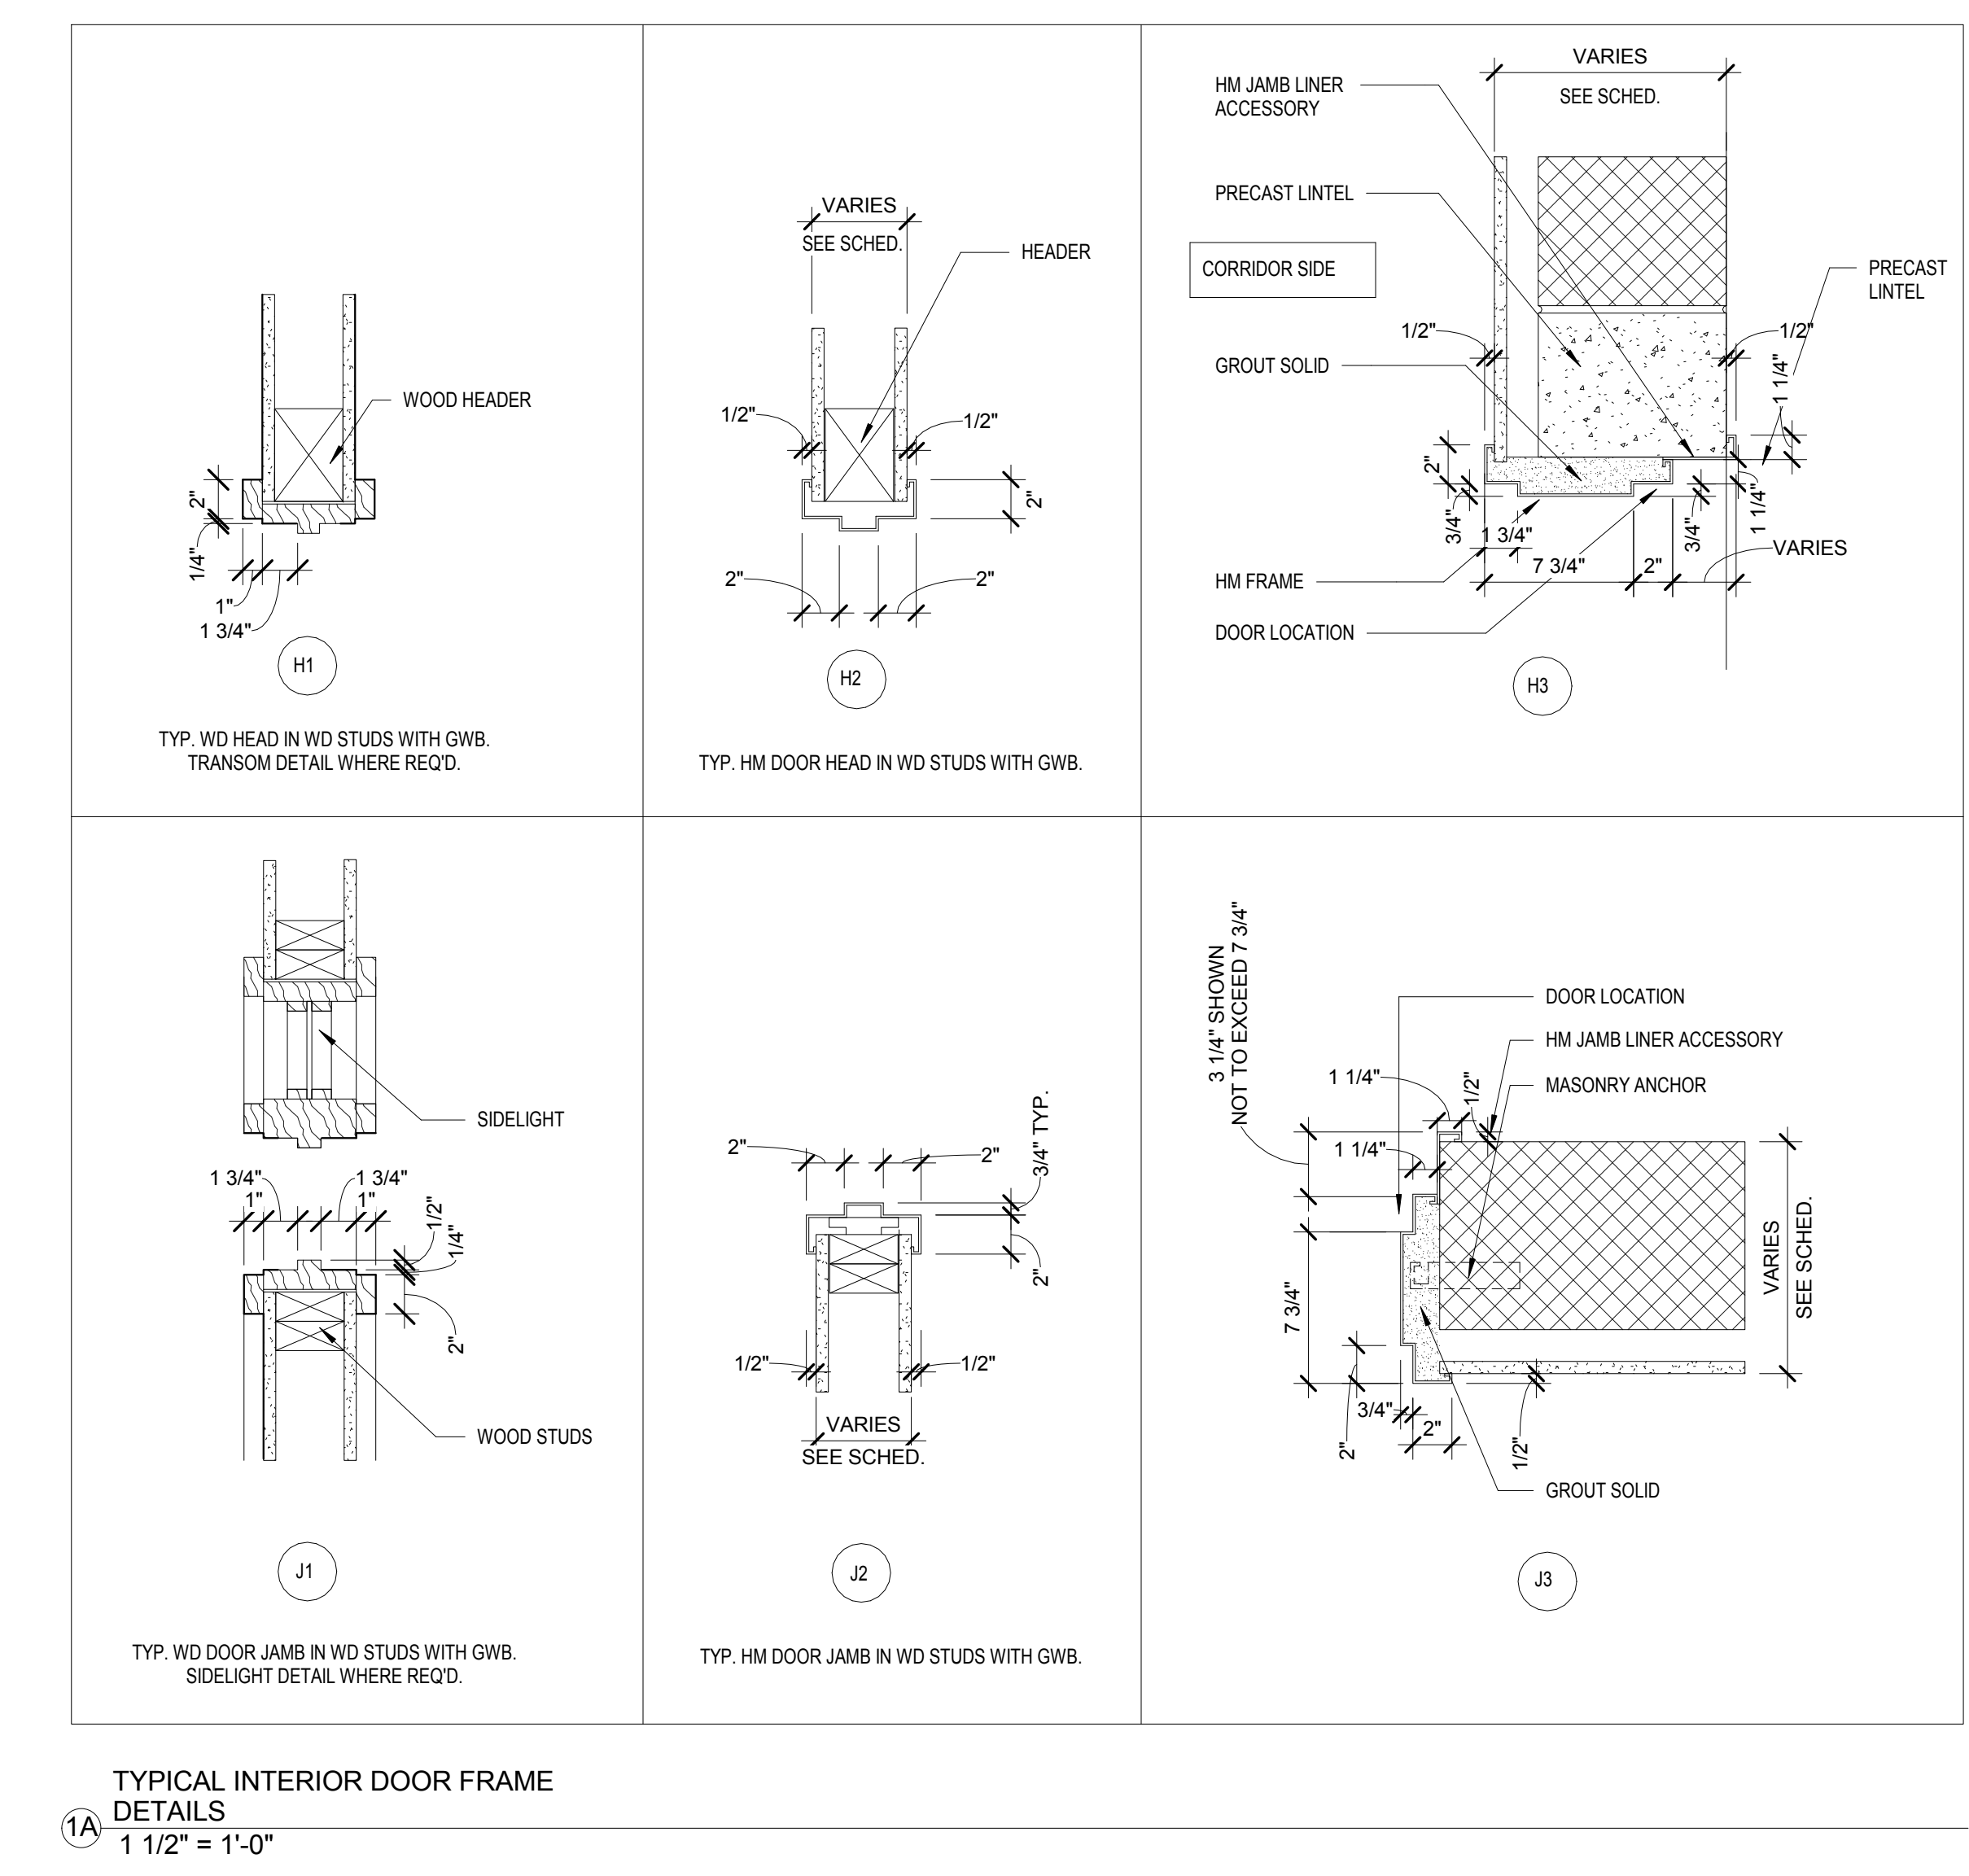 WOOD HEADER
2"
1/4"
1"
1 3/4"
H1
TYP. WD HEAD IN WD STUDS WITH GWB.
TRANSOM DETAIL WHERE REQ'D.
VARIES
SEE SCHED.
HEADER
1/2"
1/2"
2"
2"
2"
H2
TYP. HM DOOR HEAD IN WD STUDS WITH GWB.
VARIES
SEE SCHED.
HM JAMB LINER
ACCESSORY
PRECAST LINTEL
CORRIDOR SIDE
PRECAST
LINTEL
1/2"
1/2"
GROUT SOLID
1 1/4"
2"
3/4"
1 3/4"
3/4"
1 1/4"
VARIES
7 3/4"
2"
HM FRAME
DOOR LOCATION
H3
SIDELIGHT
1 3/4"
1 3/4"
1"
1"
1/2"
1/4"
2"
WOOD STUDS
J1
TYP. WD DOOR JAMB IN WD STUDS WITH GWB.
SIDELIGHT DETAIL WHERE REQ'D.
2"
2"
3/4" TYP.
2"
1/2"
1/2"
VARIES
SEE SCHED.
J2
TYP. HM DOOR JAMB IN WD STUDS WITH GWB.
3 1/4" SHOWN
NOT TO EXCEED 7 3/4"
DOOR LOCATION
HM JAMB LINER ACCESSORY
1 1/4"
1/2"
MASONRY ANCHOR
1 1/4"
VARIES
SEE SCHED.
7 3/4"
3/4"
2"
2"
1/2"
GROUT SOLID
J3
TYPICAL INTERIOR DOOR FRAME
DETAILS
1A
1 1/2" = 1'-0"